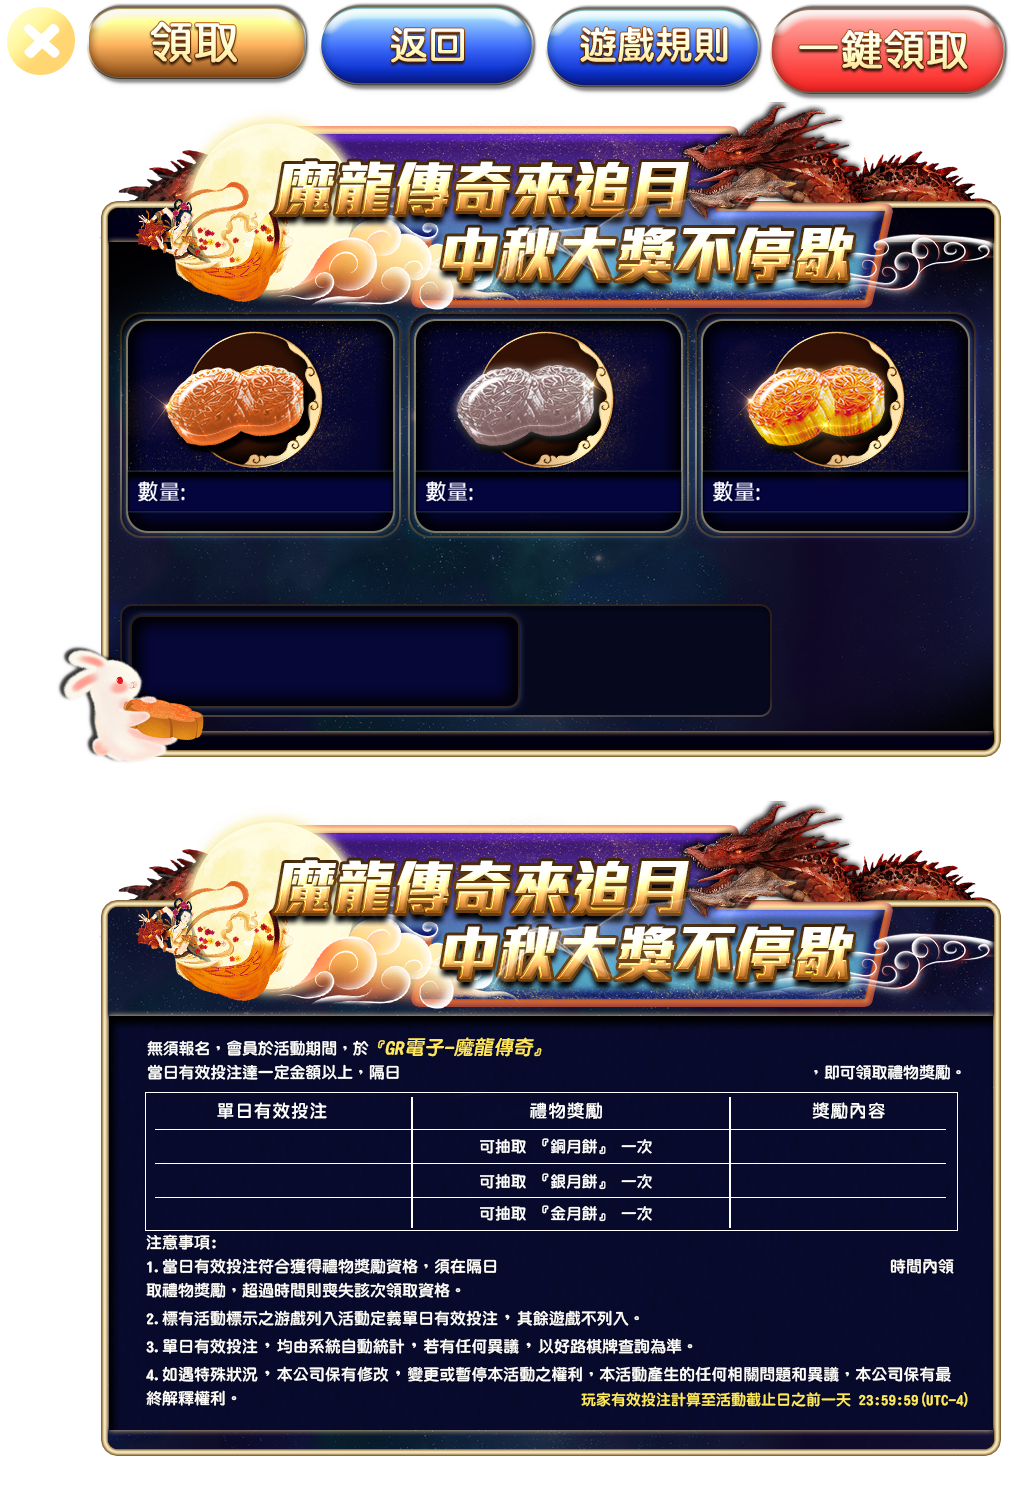 領取
返回
遊戲規則
一鍵領取
魔龍傳奇來追月
中秋大獎不停歇
數量:
數量:
數量:
魔龍傳奇來追月
中秋大獎不停歇
無須報名，會員於活動期間，於『GR電子-魔龍傳奇』
當日有效投注達一定金額以上，隔日 ，即可領取禮物獎勵。
單日有效投注 禮物獎勵 獎勵內容
可抽取 『銅月餅』 一次
可抽取 『銀月餅』 一次
可抽取 『金月餅』 一次
注意事項:
1.當日有效投注符合獲得禮物獎勵資格，須在隔日 時間內領
取禮物獎勵，超過時間則喪失該次領取資格。
2.標有活動標示之游戲列入活動定義單日有效投注，其餘遊戲不列入。
3.單日有效投注，均由系統自動統計，若有任何異議，以好路棋牌查詢為準。
4.如遇特殊狀況，本公司保有修改，變更或暫停本活動之權利，本活動產生的任何相關問題和異議，本公司保有最
終解釋權利。
玩家有效投注計算至活動截止日之前一天 23:59:59(UTC-4)